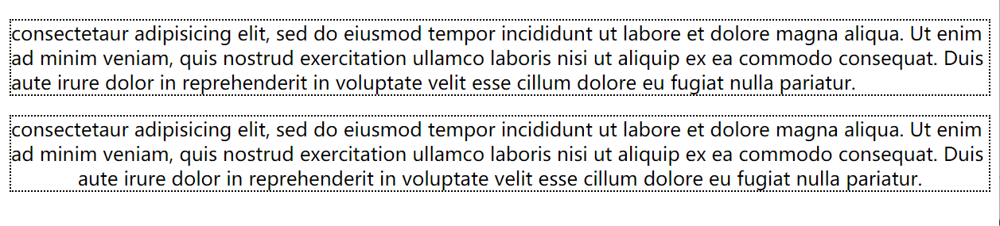 consectetaur adipisicing elit, sed do eiusmod tempor incididunt ut labore et dolore magna aliqua. Ut enim
ad minim veniam, quis nostrud exercitation ullamco laboris nisi ut aliquip ex ea commodo consequat. Duis
aute irure dolor in reprehenderit in voluptate velit esse cillum dolore eu fugiat nulla pariatur.
consectetaur adipisicing elit, sed do eiusmod tempor incididunt ut labore et dolore magna aliqua. Ut enim
ad minim veniam, quis nostrud exercitation ullamco laboris nisi ut aliquip ex ea commodo consequat. Duis
aute irure dolor in reprehenderit in voluptate velit esse cillum dolore eu fugiat nulla pariatur.